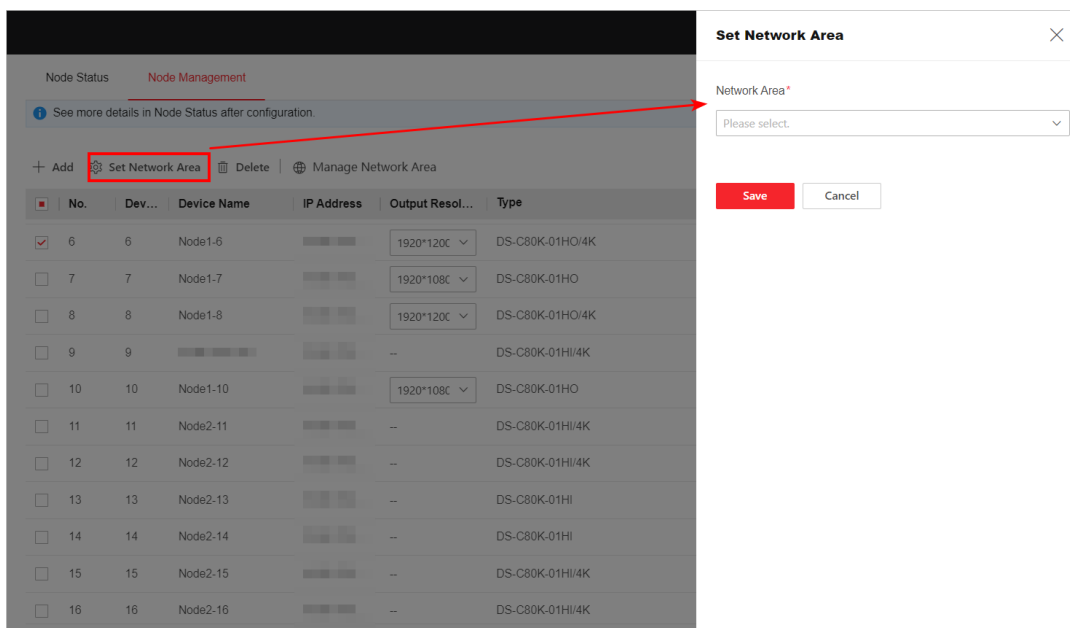 Set Network Area
Node Status Node Management
Network Area*
See more details in Node Status after configuration.
Please select.
Add Set Network Area Delete Manage Network Area
Save Cancel
No. Dev... Device Name IP Address Output Resol... Type
6 6 Node1-6 1920*120 DS-C80K-01HO/4K
7 7 Node1-7 1920*108 DS-C80K-01HO
8 8 Node1-8 1920*120 DS-C80K-01HO/4K
9 9 -- DS-C80K-01HI/4K
10 10 Node1-10 1920*108 DS-C80K-01HO
11 11 Node2-11 -- DS-C80K-01HI/4K
12 12 Node2-12 -- DS-C80K-01HI/4K
13 13 Node2-13 -- DS-C80K-01HI
14 14 Node2-14 -- DS-C80K-01HI
15 15 Node2-15 -- DS-C80K-01HI/4K
16 16 Node2-16 -- DS-C80K-01HI/4K